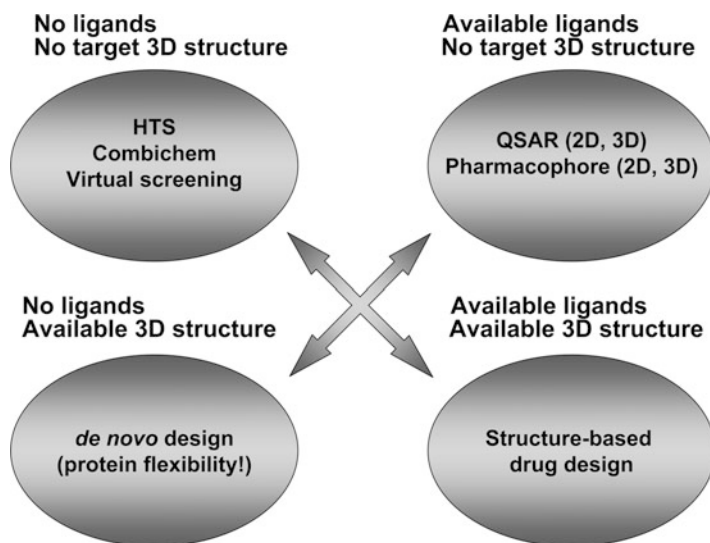 No ligands
No target 3D structure
HTS
Combichem
Virtual screening
Available ligands
No target 3D structure
QSAR (2D, 3D)
Pharmacophore (2D, 3D)
No ligands
Available 3D structure
de novo design
(protein flexibility!)
Available ligands
Available 3D structure
Structure-based
drug design